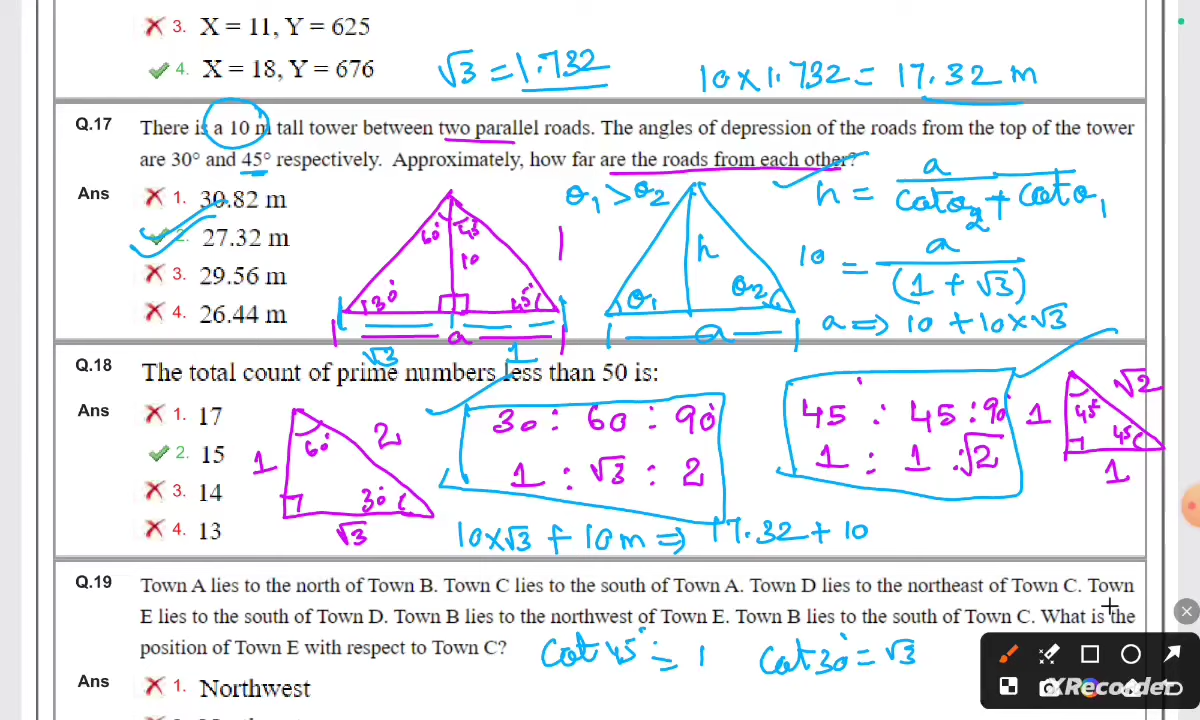 3. X = 11, Y = 625
4. X = 18, Y = 676
√3 = 1.732
10 x 1.732 = 17.32 m
Q.17 There is a 10 m tall tower between two parallel roads. The angles of depression of the roads from the top of the tower
are 30° and 45° respectively. Approximately, how far are the roads from each other?
Ans 1. 30.82 m
2. 27.32 m
3. 29.56 m
4. 26.44 m
60° 45°
10
30° 45°
a
√3 1
1
θ1 > θ2
h
θ1 θ2
a
h = a / cotθ2 + cotθ1
10 = a / (1 + √3)
a ⇒ 10 + 10x√3
Q.18 The total count of prime numbers less than 50 is:
Ans 1. 17
2. 15
3. 14
4. 13
60° 2
1
30°
√3
30 : 60 : 90°
1 : √3 : 2
45° : 45 : 90°
1 : 1 : √2
√2
1 45°
45°
1
10x√3 + 10m ⇒ 17.32 + 10
Q.19 Town A lies to the north of Town B. Town C lies to the south of Town A. Town D lies to the northeast of Town C. Town
E lies to the south of Town D. Town B lies to the northwest of Town E. Town B lies to the south of Town C. What is the
position of Town E with respect to Town C?
cot 45° = 1 cot 30° = √3
Ans 1. Northwest
XRecorder